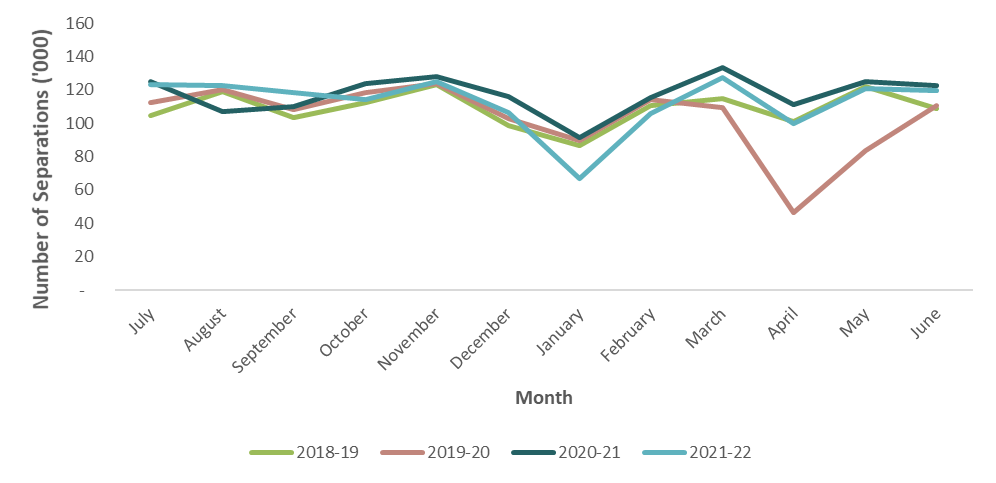 Number of Separations ('000)
160
140
120
100
80
60
40
20
-
July
August
September
October
November
December
January
February
March
April
May
June
Month
2018-19
2019-20
2020-21
2021-22